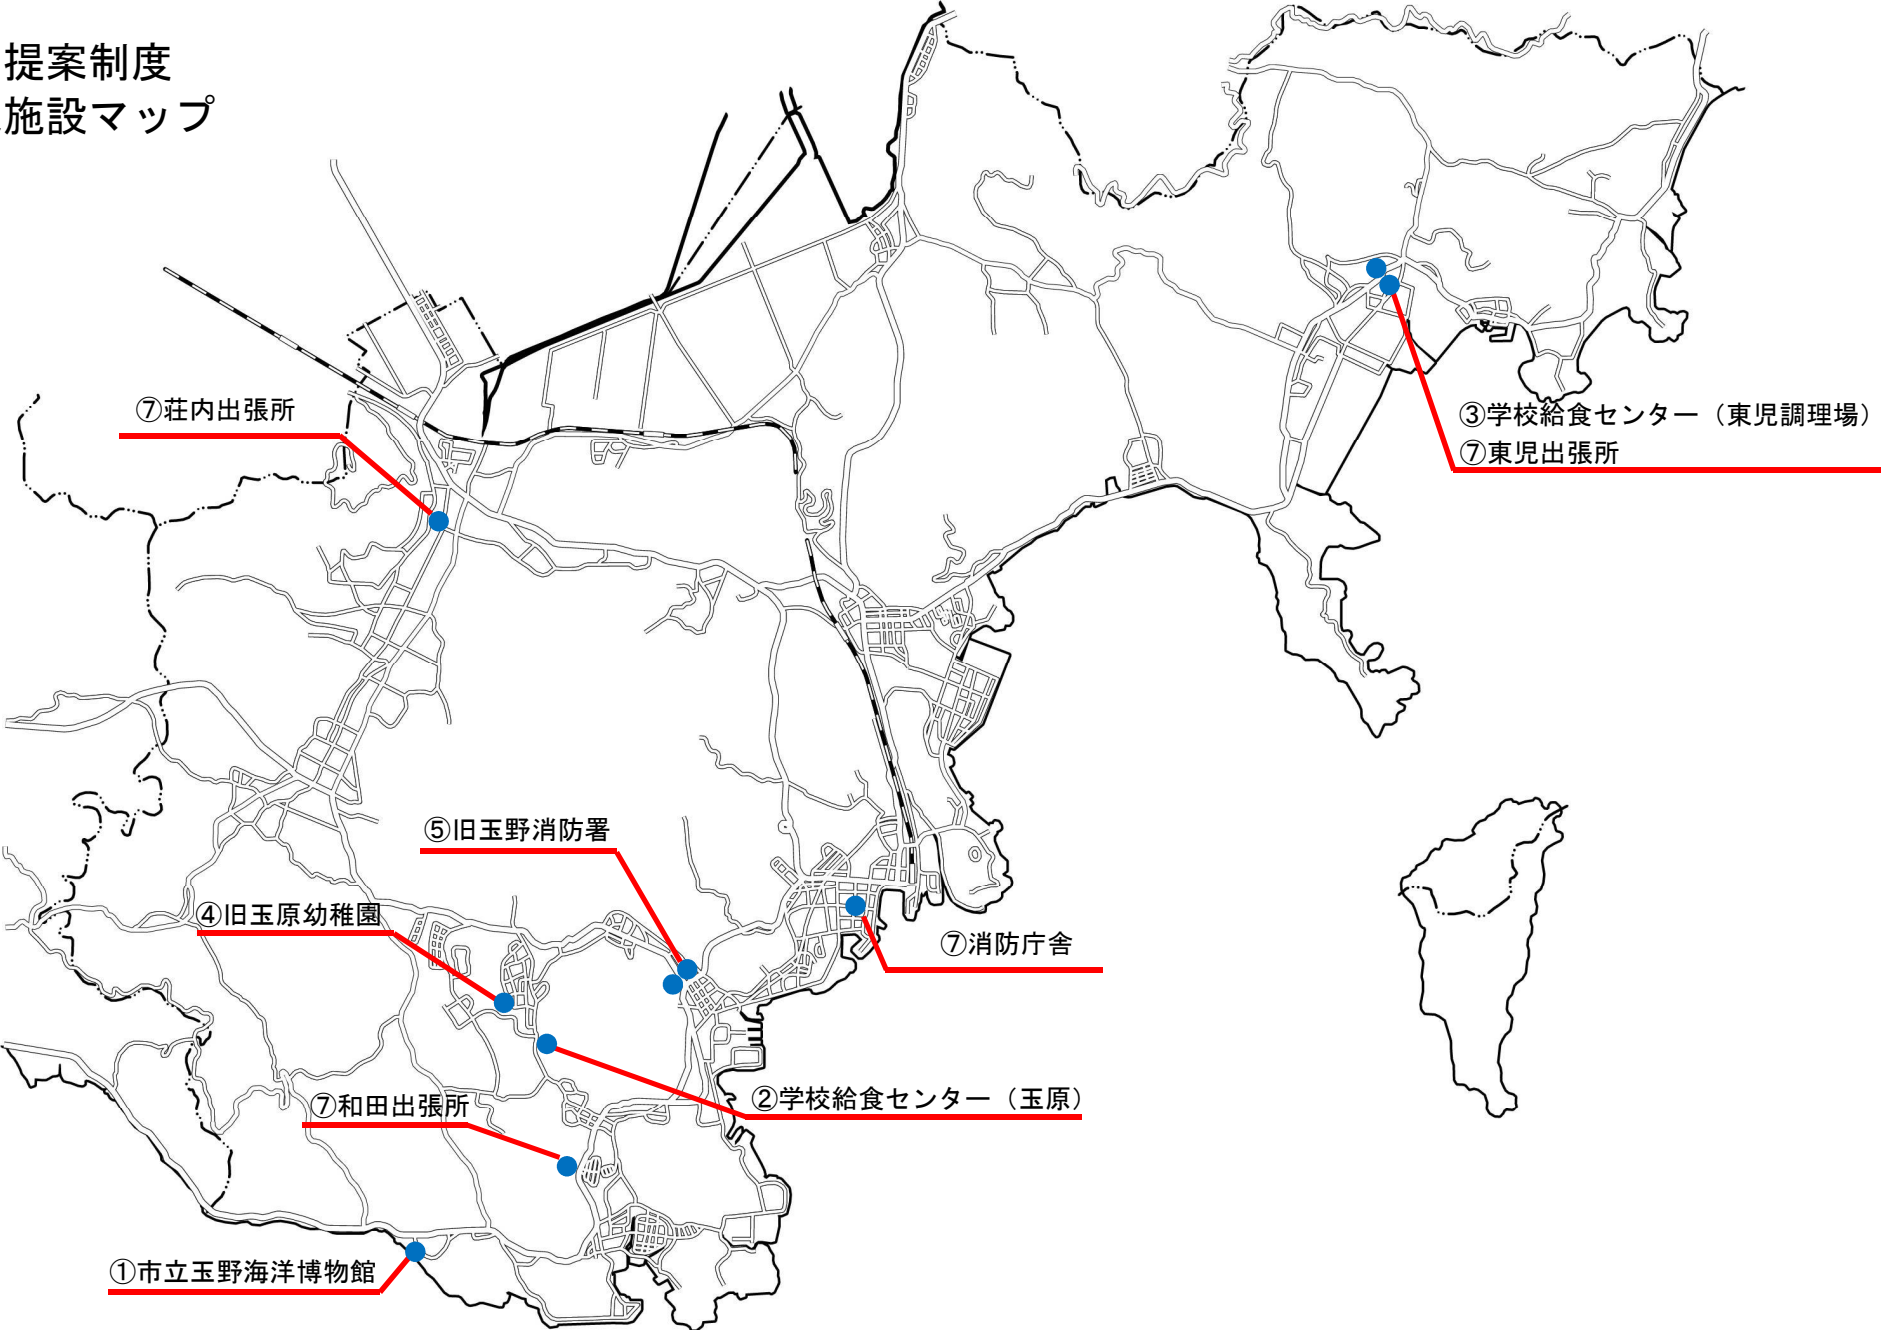 提案制度
施設マップ
⑦荘内出張所
③学校給食センター（東児調理場）
⑦東児出張所
⑤旧玉野消防署
④旧玉原幼稚園
⑦消防庁舎
②学校給食センター（玉原）
⑦和田出張所
①市立玉野海洋博物館